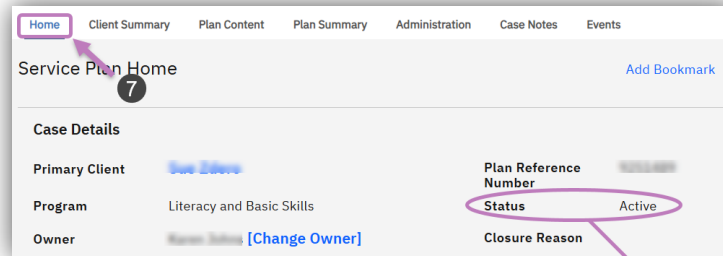 Home Client Summary Plan Content Plan Summary Administration Case Notes Events
Service Plan Home Add Bookmark
7
Case Details
Primary Client Plan Reference Number
Program Literacy and Basic Skills Status Active
Owner [Change Owner] Closure Reason